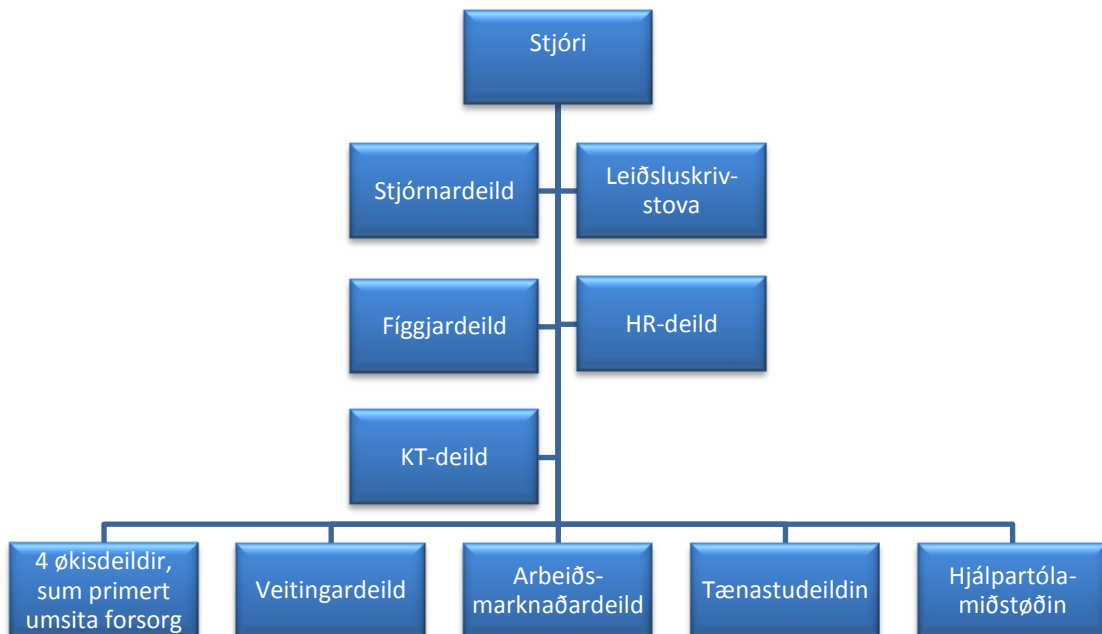 Stjóri
Stjórnardeild
Leiðsluskriv-
stova
Fíggjardeild
HR-deild
KT-deild
4 økisdeildir,
sum primert
umsita forsorg
Veitingardeild
Arbeiðs-
marknaðardeild
Tænastudeildin
Hjálpartóla-
miðstøðin